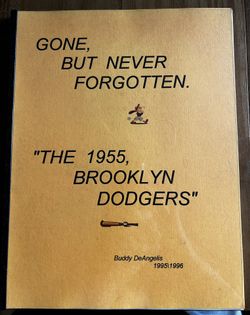 GONE,
BUT NEVER
FORGOTTEN.
"THE 1955,
BROOKLYN
DODGERS"
Buddy DeAngelis
1995\1996